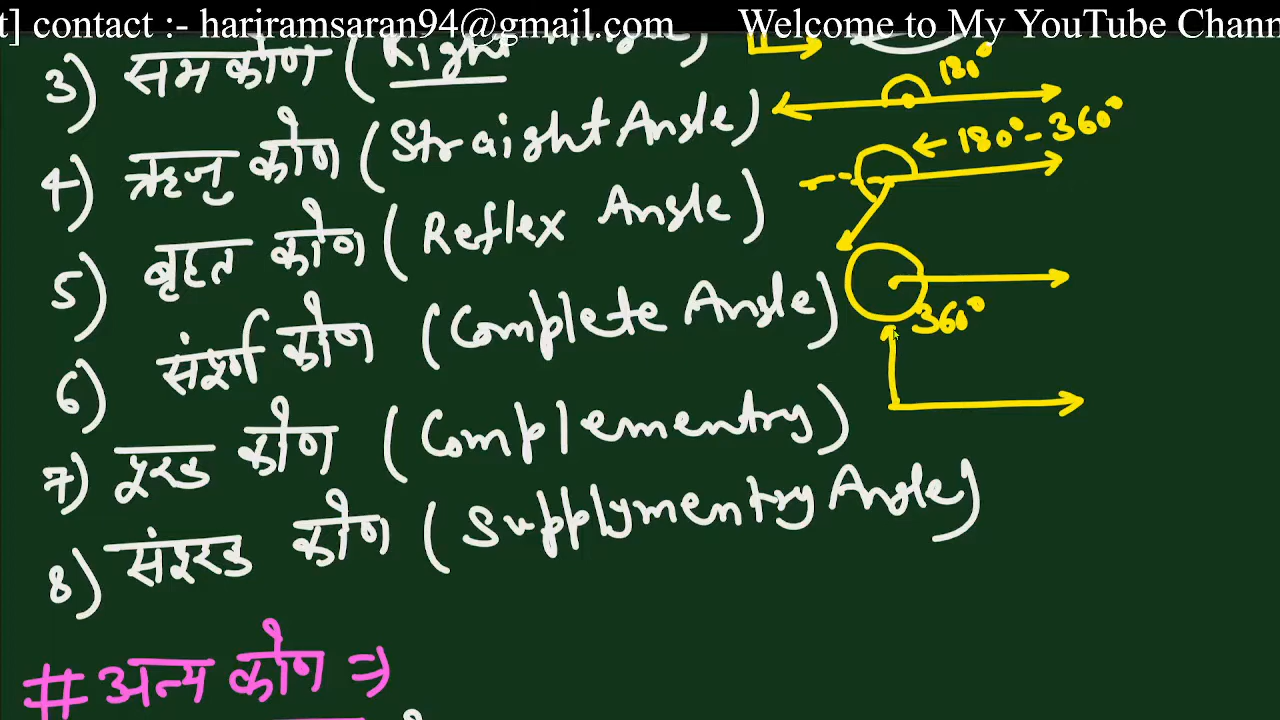 t] contact :- hariramsaran94@gmail.com Welcome to My YouTube Chann
3) सम कोण (Right
180°
4) ऋजु कोण (Straight Angle)
←180°-360°
5) बृहत कोण (Reflex Angle)
6) संपूर्ण कोण (Complete Angle)
360°
7) पूरक कोण (Complementry)
8) संपूरक कोण (Supplymentry Angle)
# अन्य कोण =>